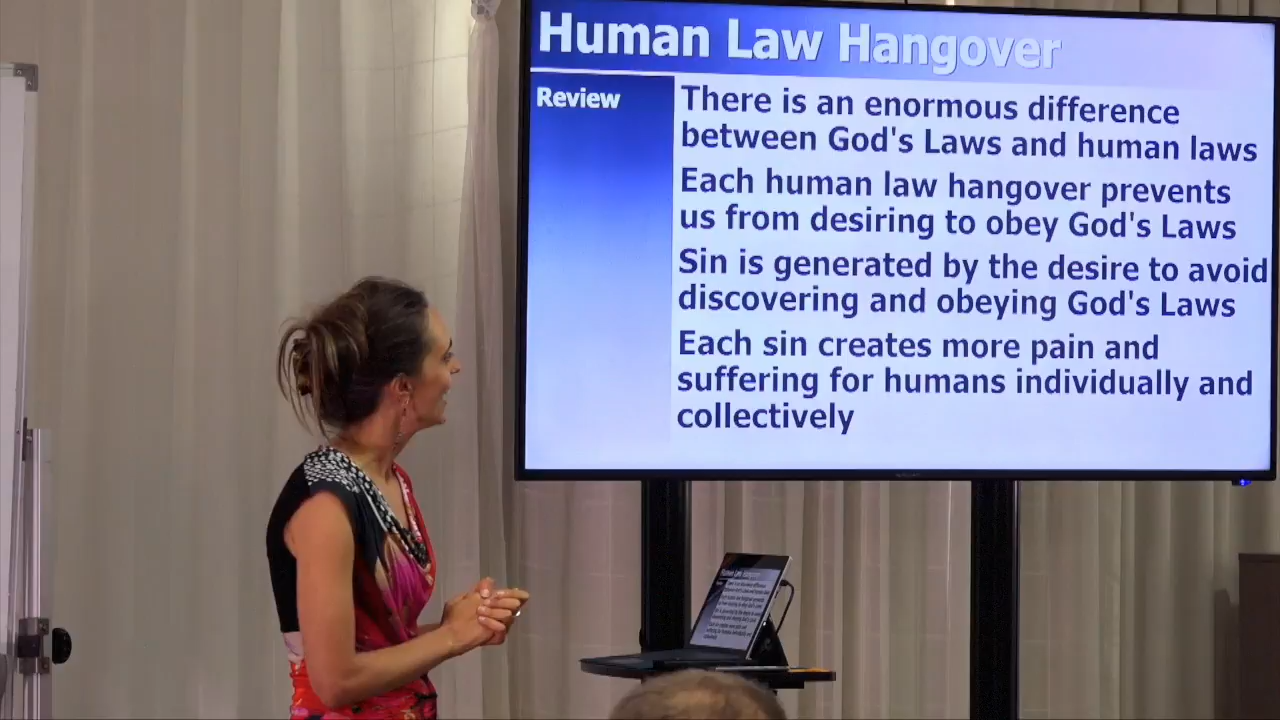 Human Law Hangover
Review
There is an enormous difference
between God's Laws and human laws
Each human law hangover prevents
us from desiring to obey God's Laws
Sin is generated by the desire to avoid
discovering and obeying God's Laws
Each sin creates more pain and
suffering for humans individually and
collectively